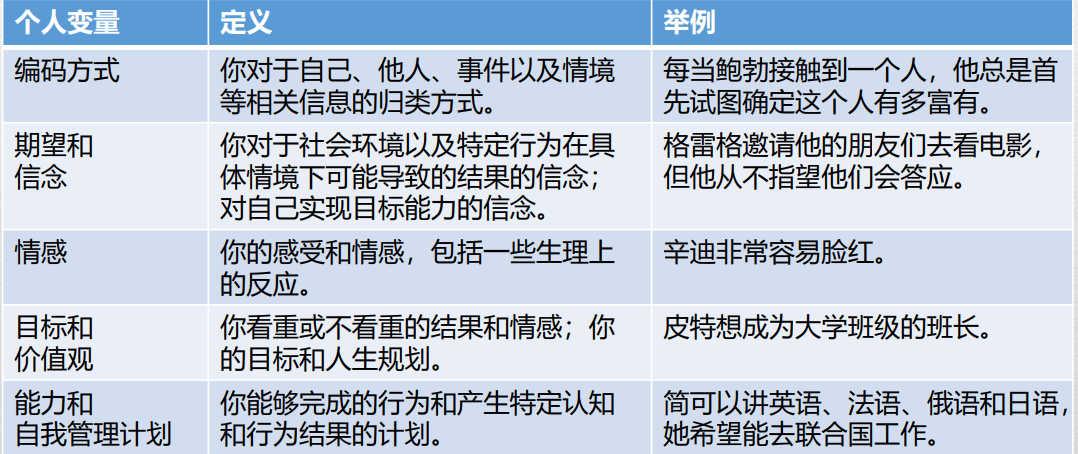 个人变量 定义 举例
编码方式 你对于自己、他人、事件以及情境 每当鲍勃接触到一个人，他总是首
等相关信息的归类方式。 先试图确定这个人有多富有。
期望和 你对于社会环境以及特定行为在具 格雷格邀请他的朋友们去看电影，
信念 体情境下可能导致的结果的信念； 但他从不指望他们会答应。
对自己实现目标能力的信念。
情感 你的感受和情感，包括一些生理上 辛迪非常容易脸红。
的反应。
目标和 你看重或不看重的结果和情感；你 皮特想成为大学班级的班长。
价值观 的目标和人生规划。
能力和 你能够完成的行为和产生特定认知 简可以讲英语、法语、俄语和日语，
自我管理计划 和行为结果的计划。 她希望能去联合国工作。